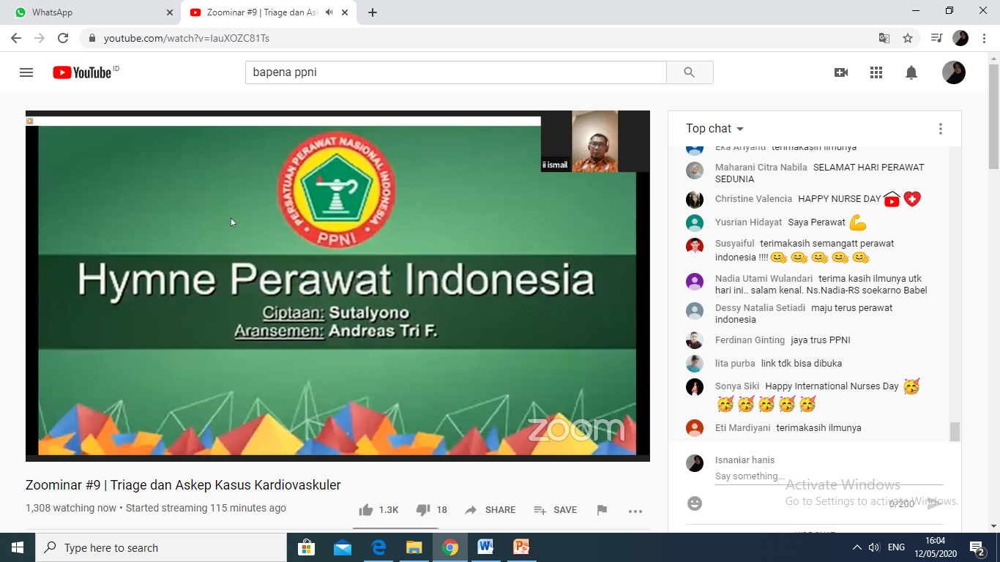 WhatsApp
Zoominar #9 | Triage dan Ask
youtube.com/watch?v=IauXOZC81Ts
YouTube ID
bapena ppni
ii ismail
PERSATUAN PERAWAT NASIONAL INDONESIA
PPNI
Hymne Perawat Indonesia
Ciptaan: Sutalyono
Aransemen: Andreas Tri F.
zoom
Zoominar #9 | Triage dan Askep Kasus Kardiovaskuler
1,308 watching now • Started streaming 115 minutes ago
1.3K
18
SHARE
SAVE
Top chat
Eka Ariyanti terimakasih ilmunya
Maharani Citra Nabila SELAMAT HARI PERAWAT
SEDUNIA
Christine Valencia HAPPY NURSE DAY
Yusrian Hidayat Saya Perawat
Susyaiful terimakasih semangatt perawat
indonesia !!!!
Nadia Utami Wulandari terima kasih ilmunya utk
hari ini.. salam kenal. Ns.Nadia-RS soekarno Babel
Dessy Natalia Setiadi maju terus perawat
indonesia
Ferdinan Ginting jaya trus PPNI
lita purba link tdk bisa dibuka
Sonya Siki Happy International Nurses Day
Eti Mardiyani terimakasih ilmunya
Isnaniar hanis
Say something...
0/200
Activate Windows
Go to Settings to activate Windows.
Type here to search
ENG
16:04
12/05/2020
2